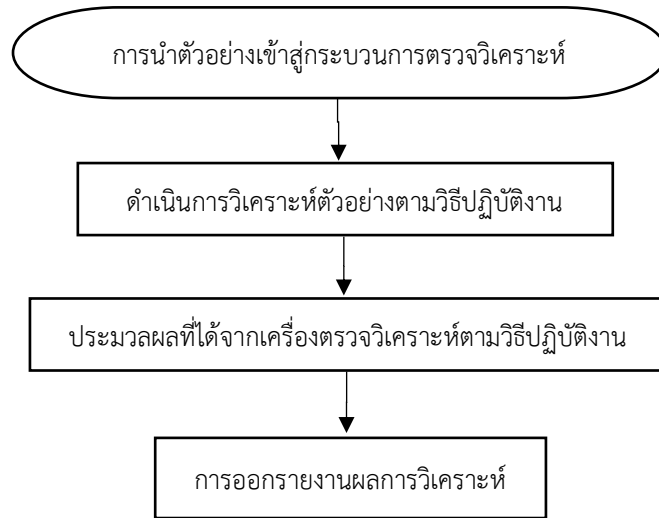 การนำตัวอย่างเข้าสู่กระบวนการตรวจวิเคราะห์
ดำเนินการวิเคราะห์ตัวอย่างตามวิธีปฏิบัติงาน
ประมวลผลที่ได้จากเครื่องตรวจวิเคราะห์ตามวิธีปฏิบัติงาน
การออกรายงานผลการวิเคราะห์